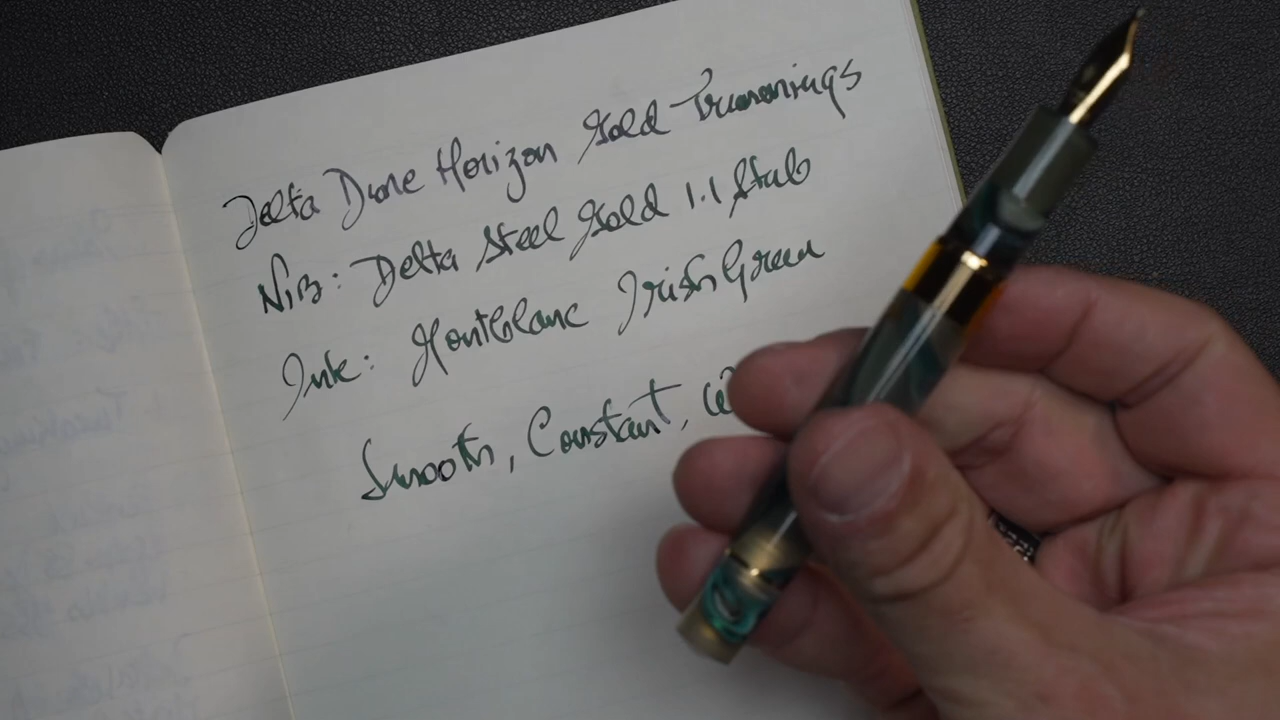 Delta Dune Horizon Gold Trimmings
Nib: Delta Steel Gold 1.1 Stub
Ink: Montblanc Irish Green
Smooth, Constant,